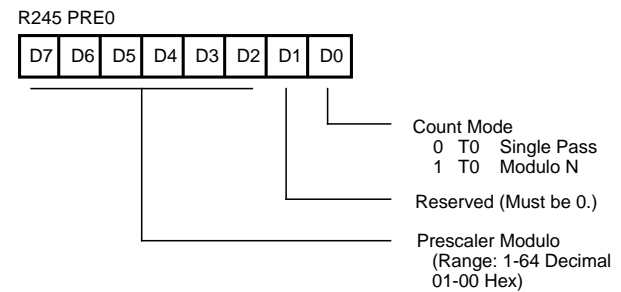 R245 PRE0
D7 D6 D5 D4 D3 D2 D1 D0
Count Mode
0 T0 Single Pass
1 T0 Modulo N
Reserved (Must be 0.)
Prescaler Modulo
(Range: 1-64 Decimal
01-00 Hex)